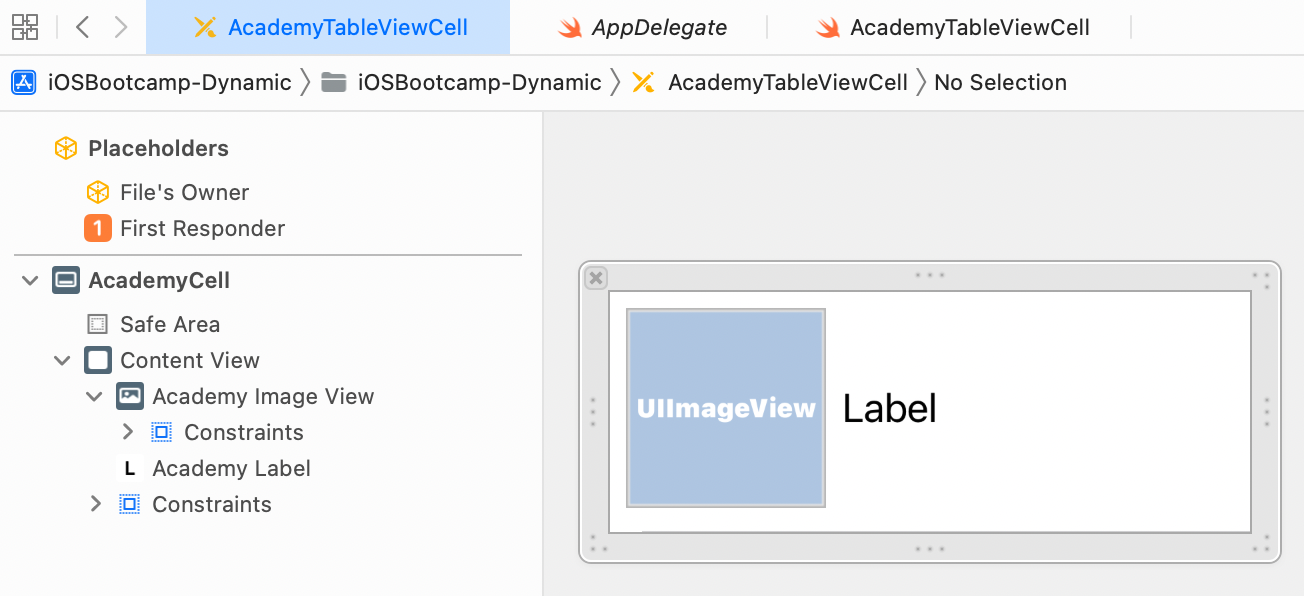 AcademyTableViewCell AppDelegate AcademyTableViewCell
iOSBootcamp-Dynamic iOSBootcamp-Dynamic AcademyTableViewCell No Selection
Placeholders
File's Owner
1 First Responder
AcademyCell
Safe Area
Content View
Academy Image View
Constraints
L Academy Label
Constraints
UIImageView Label